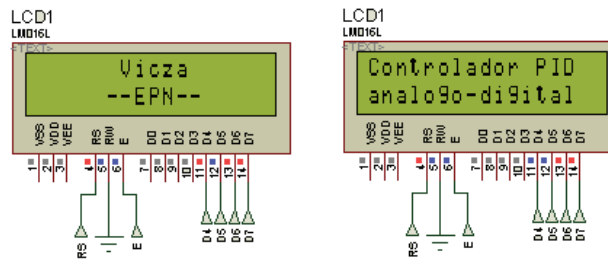 LCD1
LM016L
<TEXT>
Vicza
--EPN--
VSS VDD VEE RS RW E D0 D1 D2 D3 D4 D5 D6 D7
1 2 3 4 5 6 7 8 9 10 11 12 13 14
RS E D4 D5 D6 D7
LCD1
LM016L
<TEXT>
Controlador PID
analogo-digital
VSS VDD VEE RS RW E D0 D1 D2 D3 D4 D5 D6 D7
1 2 3 4 5 6 7 8 9 10 11 12 13 14
RS E D4 D5 D6 D7